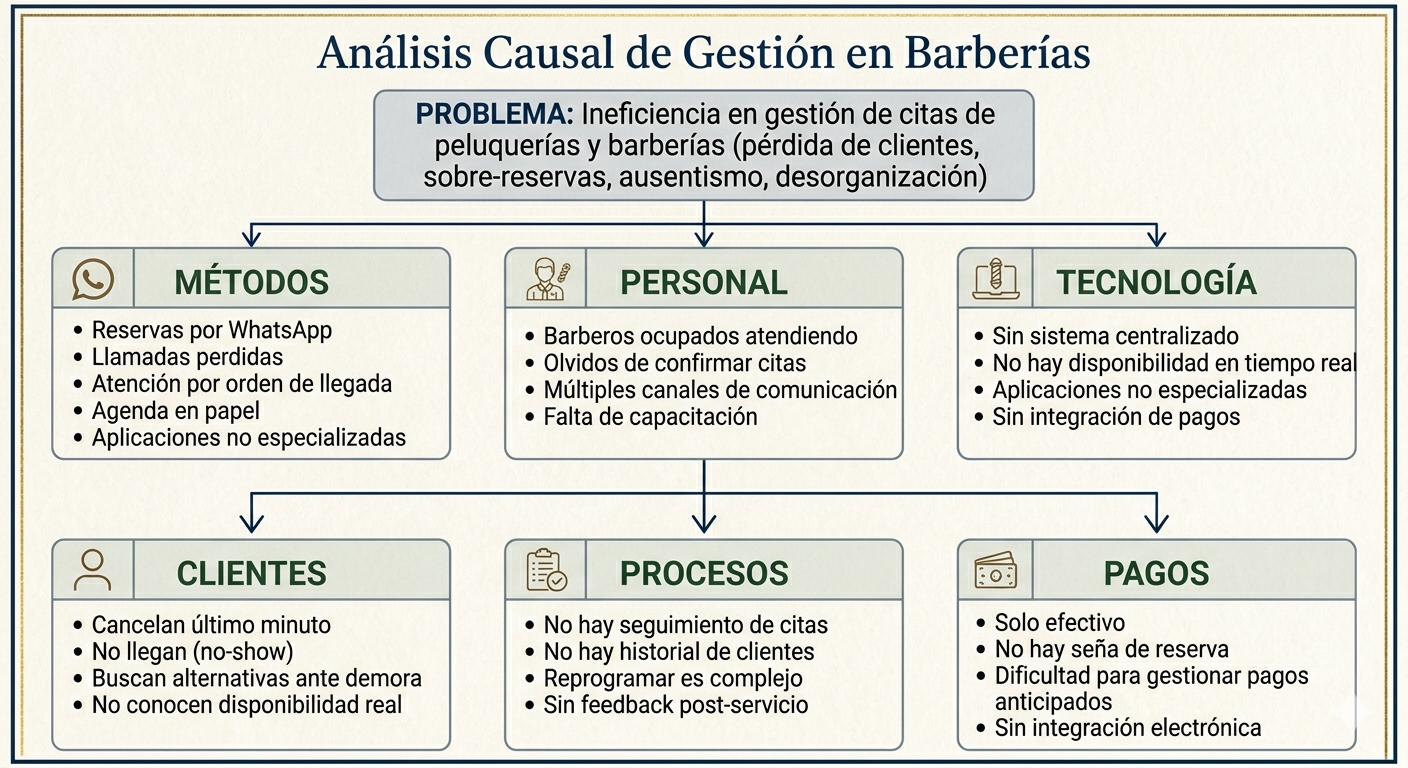 Análisis Causal de Gestión en Barberías
PROBLEMA: Ineficiencia en gestión de citas de
peluquerías y barberías (pérdida de clientes,
sobre-reservas, ausentismo, desorganización)
MÉTODOS
• Reservas por WhatsApp
• Llamadas perdidas
• Atención por orden de llegada
• Agenda en papel
• Aplicaciones no especializadas
PERSONAL
• Barberos ocupados atendiendo
• Olvidos de confirmar citas
• Múltiples canales de comunicación
• Falta de capacitación
TECNOLOGÍA
• Sin sistema centralizado
• No hay disponibilidad en tiempo real
• Aplicaciones no especializadas
• Sin integración de pagos
CLIENTES
• Cancelan último minuto
• No llegan (no-show)
• Buscan alternativas ante demora
• No conocen disponibilidad real
PROCESOS
• No hay seguimiento de citas
• No hay historial de clientes
• Reprogramar es complejo
• Sin feedback post-servicio
PAGOS
• Solo efectivo
• No hay seña de reserva
• Dificultad para gestionar pagos
anticipados
• Sin integración electrónica